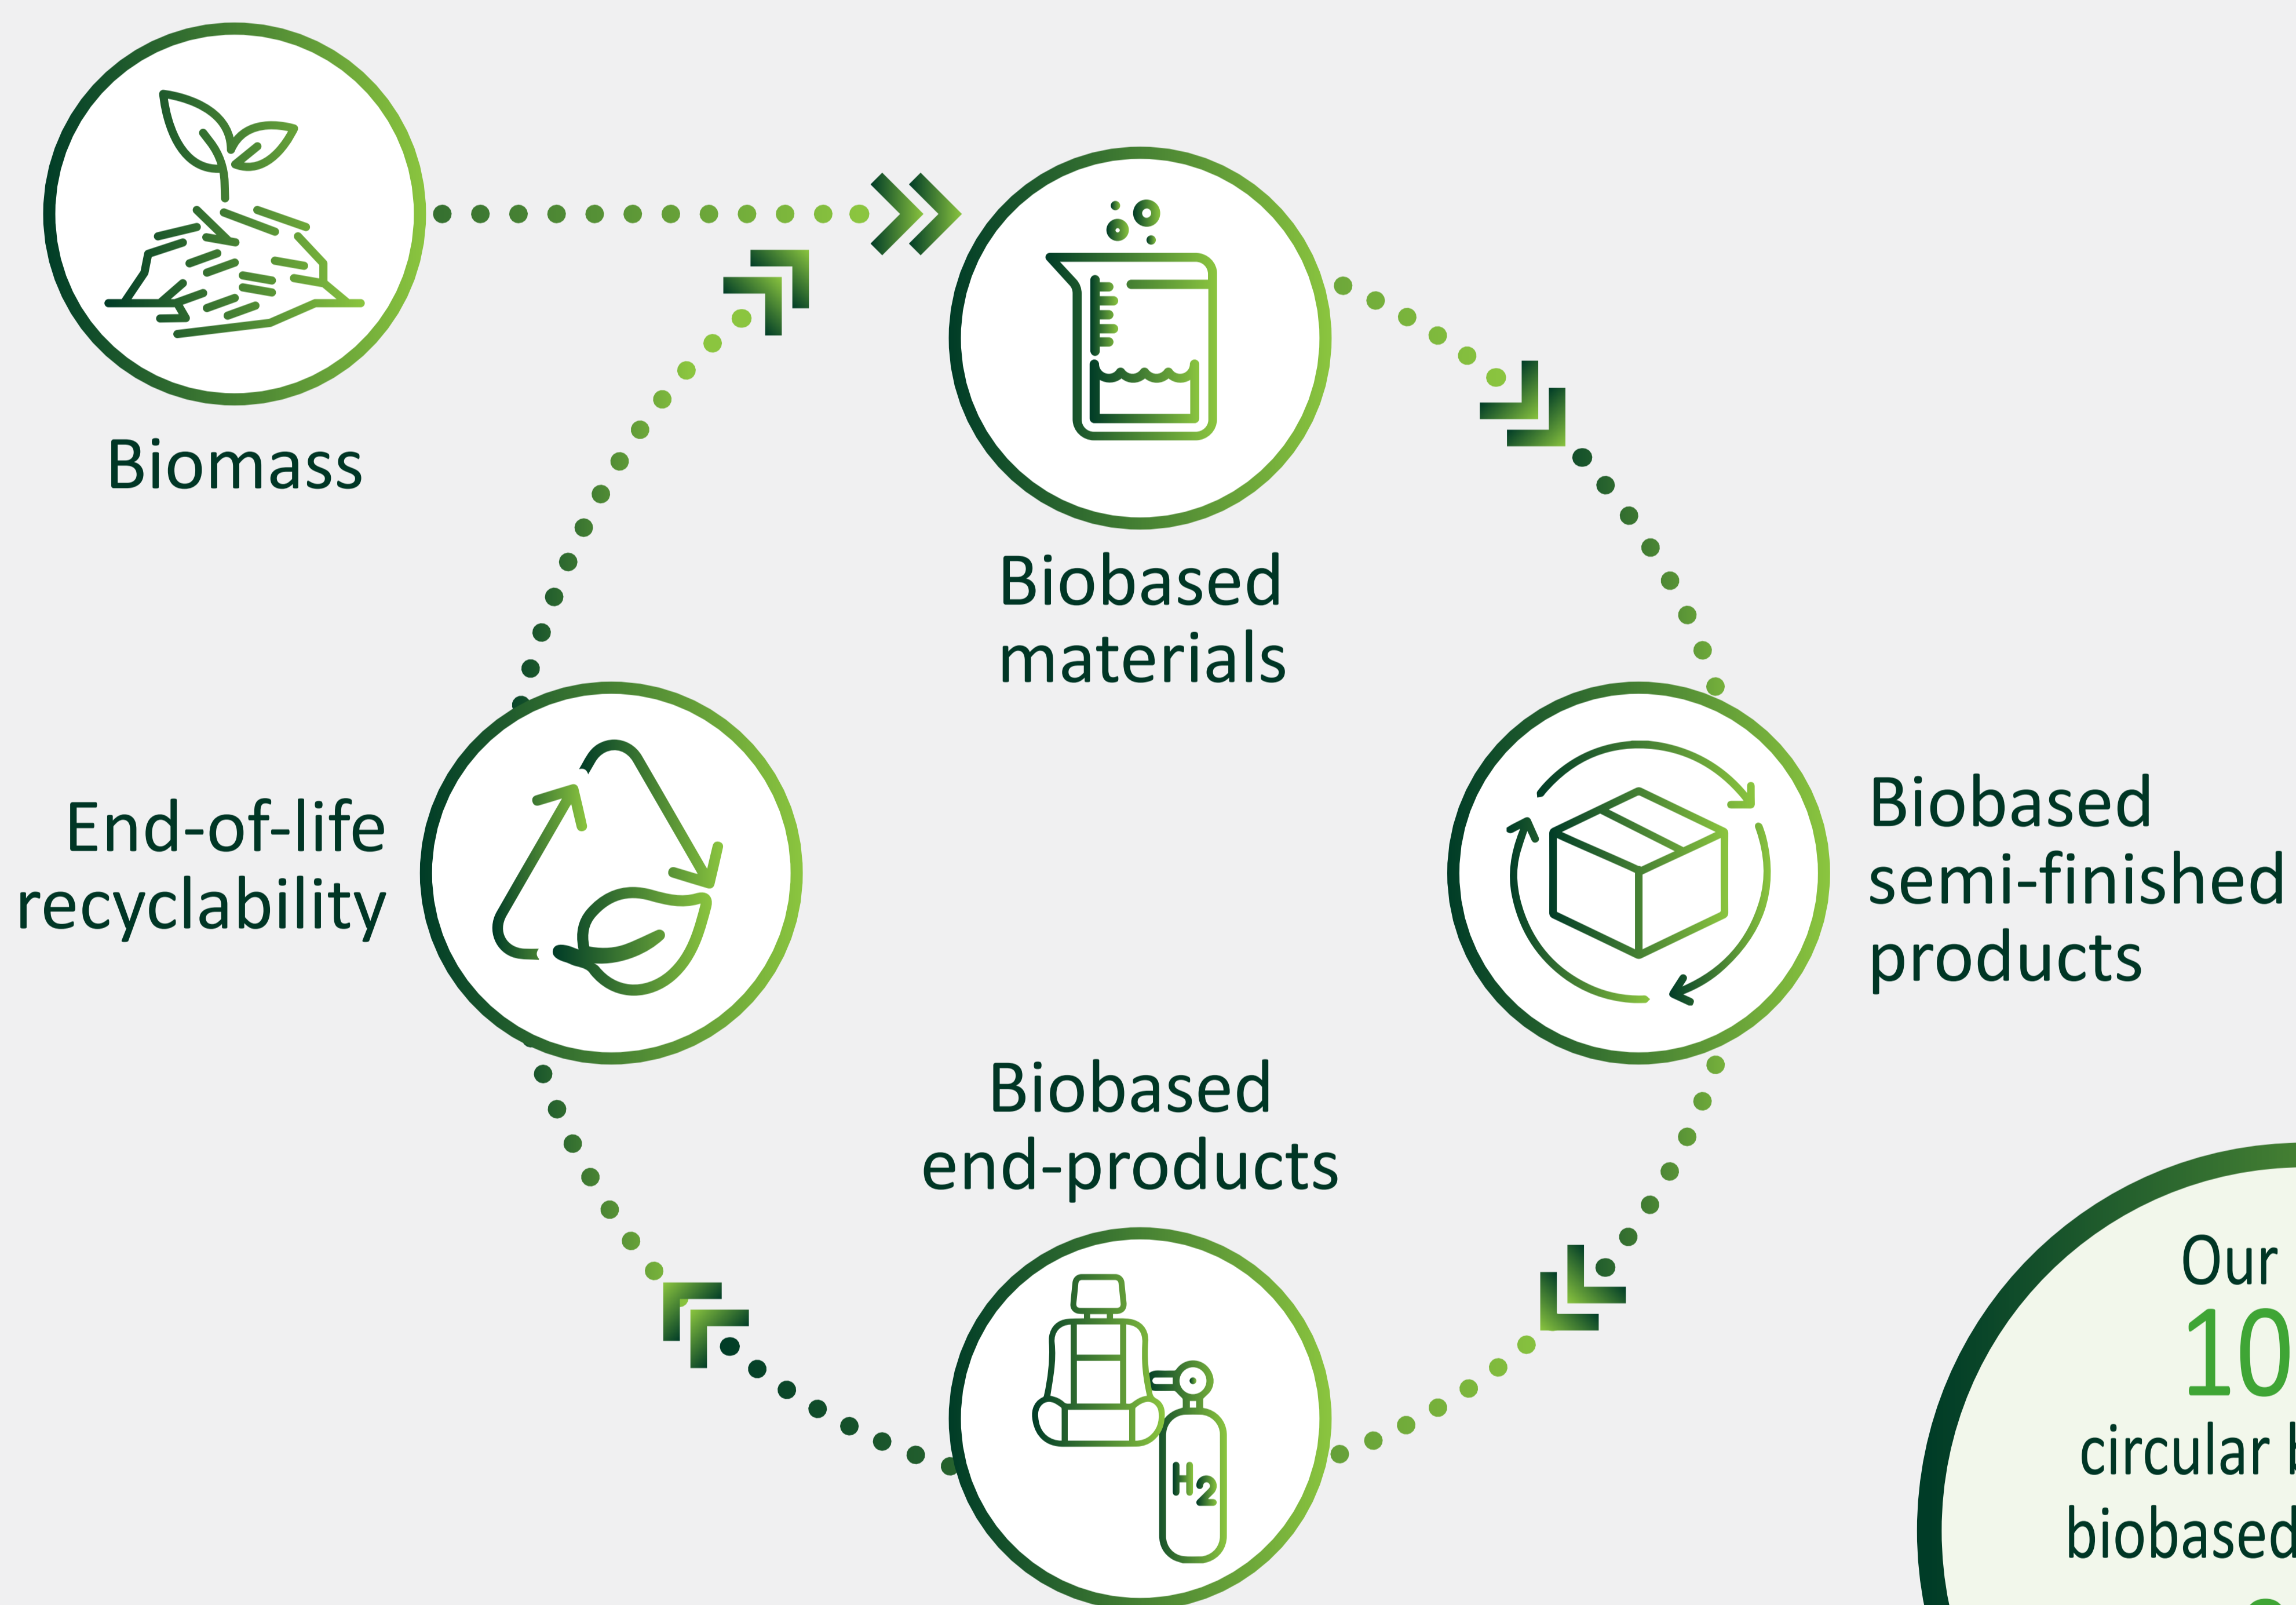 Biomass
Biobased
materials
End-of-life
recyclability
Biobased
semi-finished
products
Biobased
end-products
H2
Our
10
circular
biobased